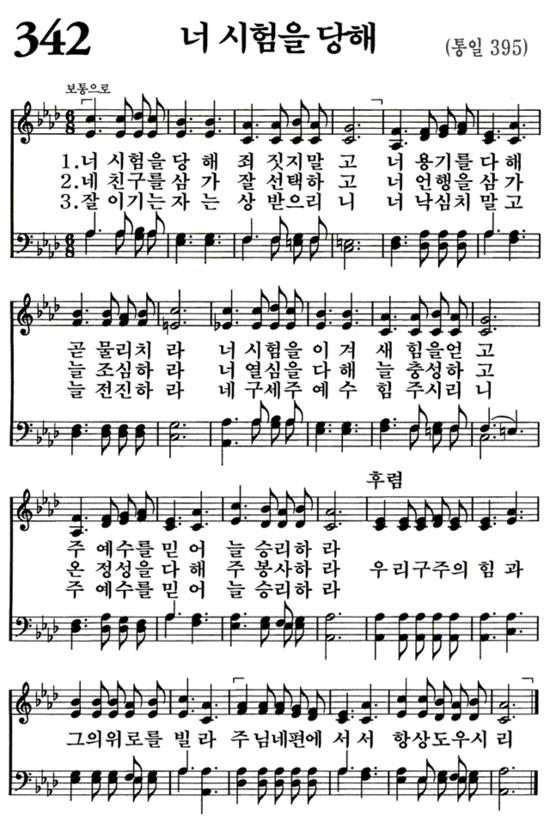 342 너 시험을 당해 (통일 395)
보통으로
1.너 시험을 당 해 죄 짓지말 고 너 용기를 다 해
2.네 친구를 삼 가 잘 선택하 고 너 언행을 삼 가
3.잘 이기는 자 는 상 받으리 니 너 낙심치 말 고
곧 물리치 라 너 시험을 이 겨 새 힘을얻 고
늘 조심하 라 너 열심을 다 해 늘 충성하 고
늘 전진하 라 네 구세주 예 수 힘 주시리 니
후렴
주 예수를 믿 어 늘 승리하 라
온 정성을 다 해 주 봉사하 라 우 리 구 주 의 힘 과
주 예수를 믿 어 늘 승리하 라
그의위로를 빌 라 주 님네편에 서 서 항상도우시 리